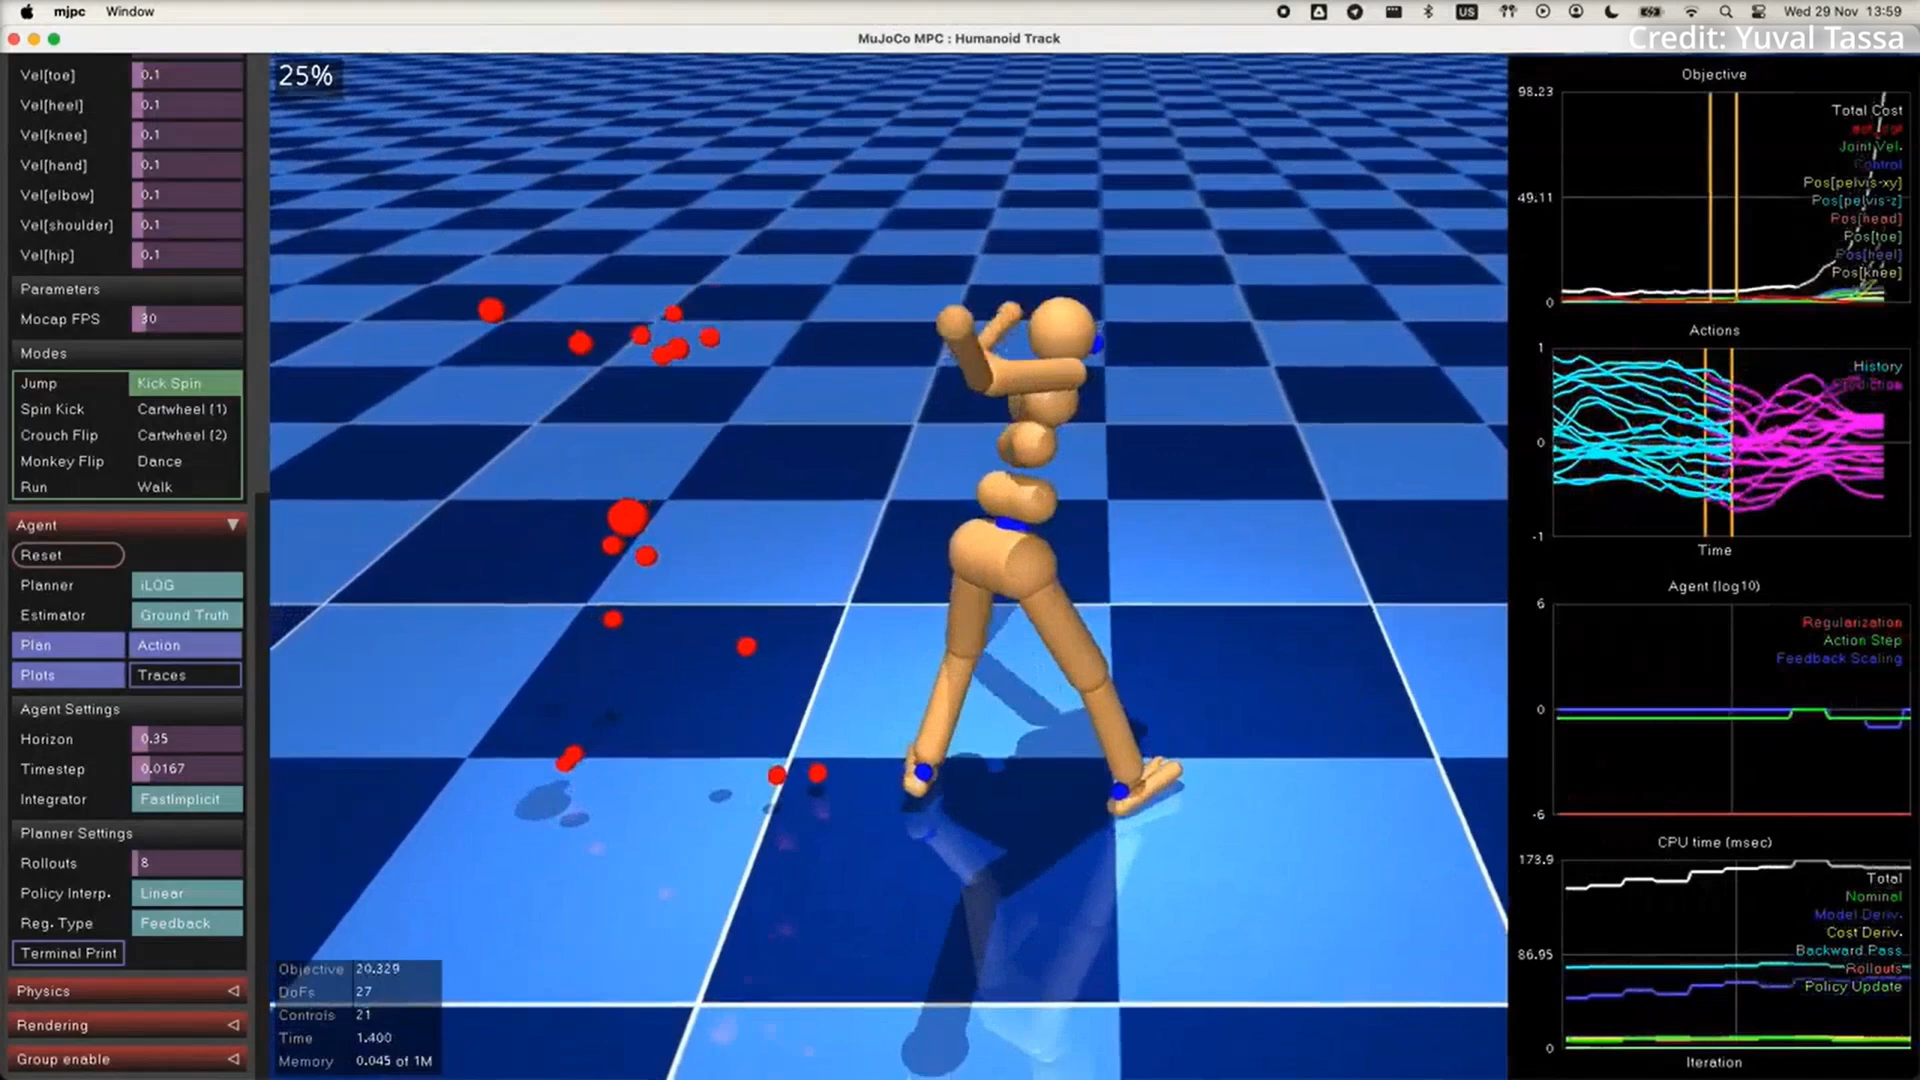 mjpc Window
US
Wed 29 Nov 13:59
MuJoCo MPC : Humanoid Track
Credit: Yuval Tassa
25%
Vel[toe] 0.1
Vel[heel] 0.1
Vel[knee] 0.1
Vel[hand] 0.1
Vel[elbow] 0.1
Vel[shoulder] 0.1
Vel[hip] 0.1
Parameters
Mocap FPS 30
Modes
Jump Kick Spin
Spin Kick Cartwheel (1)
Crouch Flip Cartwheel (2)
Monkey Flip Dance
Run Walk
Agent
Reset
Planner iLQG
Estimator Ground Truth
Plan Action
Plots Traces
Agent Settings
Horizon 0.35
Timestep 0.0167
Integrator FastImplicit
Planner Settings
Rollouts 8
Policy Interp. Linear
Reg. Type Feedback
Terminal Print
Physics
Rendering
Group enable
Objective 20.329
DoFs 27
Controls 21
Time 1.400
Memory 0.045 of 1M
Objective
98.23
49.11
0
Total Cost
Joint Vel.
Control
Pos[pelvis-xy]
Pos[pelvis-z]
Pos[head]
Pos[toe]
Pos[heel]
Pos[knee]
Actions
1
0
-1
History
Prediction
Time
Agent (log10)
6
0
-6
Regularization
Action Step
Feedback Scaling
CPU time (msec)
173.9
86.95
0
Total
Nominal
Model Deriv.
Cost Deriv.
Backward Pass
Rollouts
Policy Update
Iteration